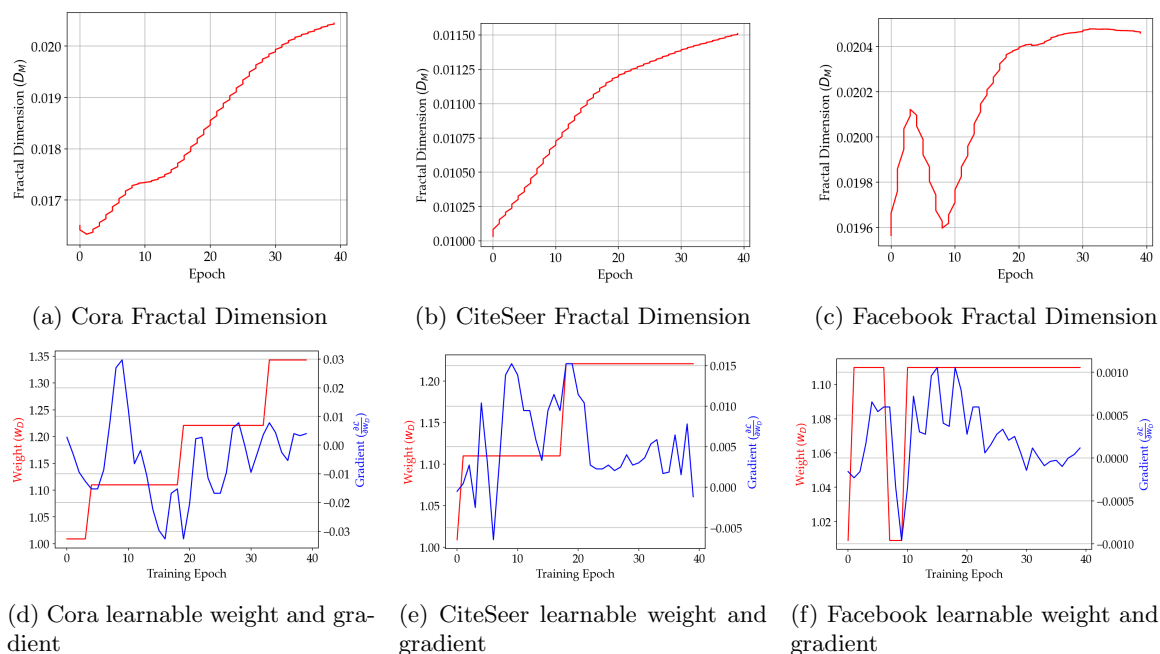 Fractal Dimension (D_M)
0.020
0.019
0.018
0.017
0 10 20 30 40
Epoch
(a) Cora Fractal Dimension
Fractal Dimension (D_M)
0.01150
0.01125
0.01100
0.01075
0.01050
0.01025
0.01000
0 10 20 30 40
Epoch
(b) CiteSeer Fractal Dimension
Fractal Dimension (D_M)
0.0204
0.0202
0.0200
0.0198
0.0196
0 10 20 30 40
Epoch
(c) Facebook Fractal Dimension
Weight (w_D)
1.35
1.30
1.25
1.20
1.15
1.10
1.05
1.00
0.03
0.02
0.01
0.00
−0.01
−0.02
−0.03
Gradient (∂ℒ/∂w_D)
0 20 40
Training Epoch
(d) Cora learnable weight and gra-
dient
Weight (w_D)
1.20
1.15
1.10
1.05
1.00
0.015
0.010
0.005
0.000
−0.005
Gradient (∂ℒ/∂w_D)
0 20 40
Training Epoch
(e) CiteSeer learnable weight and
gradient
Weight (w_D)
1.10
1.08
1.06
1.04
1.02
0.0010
0.0005
0.0000
−0.0005
−0.0010
Gradient (∂ℒ/∂w_D)
0 20 40
Training Epoch
(f) Facebook learnable weight and
gradient